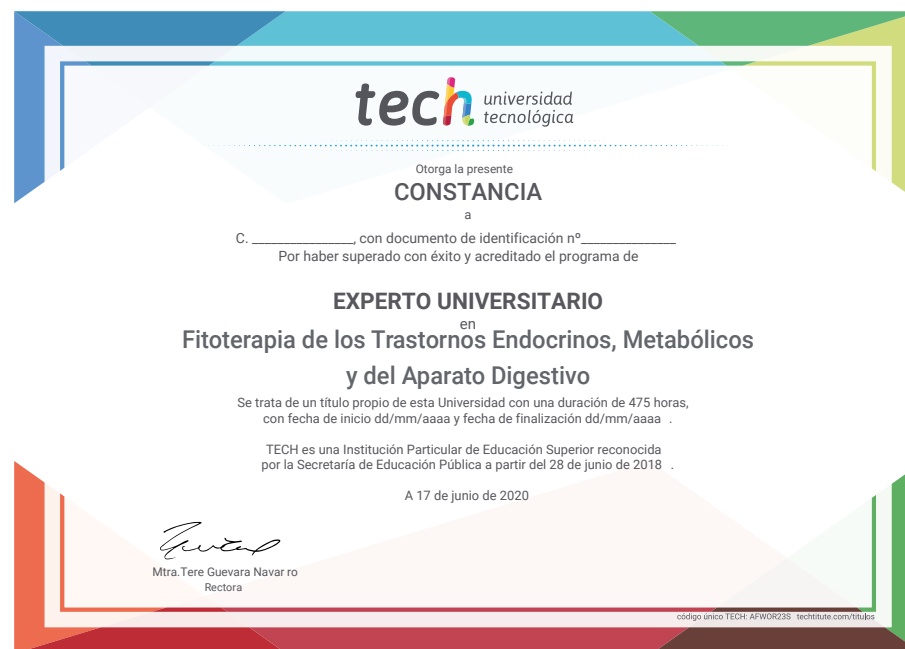 tech universidad
tecnológica
Otorga la presente
CONSTANCIA
a
C. ________________, con documento de identificación nº_______________
Por haber superado con éxito y acreditado el programa de
EXPERTO UNIVERSITARIO
en
Fitoterapia de los Trastornos Endocrinos, Metabólicos
y del Aparato Digestivo
Se trata de un título propio de esta Universidad con una duración de 475 horas,
con fecha de inicio dd/mm/aaaa y fecha de finalización dd/mm/aaaa .
TECH es una Institución Particular de Educación Superior reconocida
por la Secretaría de Educación Pública a partir del 28 de junio de 2018 .
A 17 de junio de 2020
Mtra.Tere Guevara Navar ro
Rectora
código único TECH: AFWOR23S techtitute.com/titulos